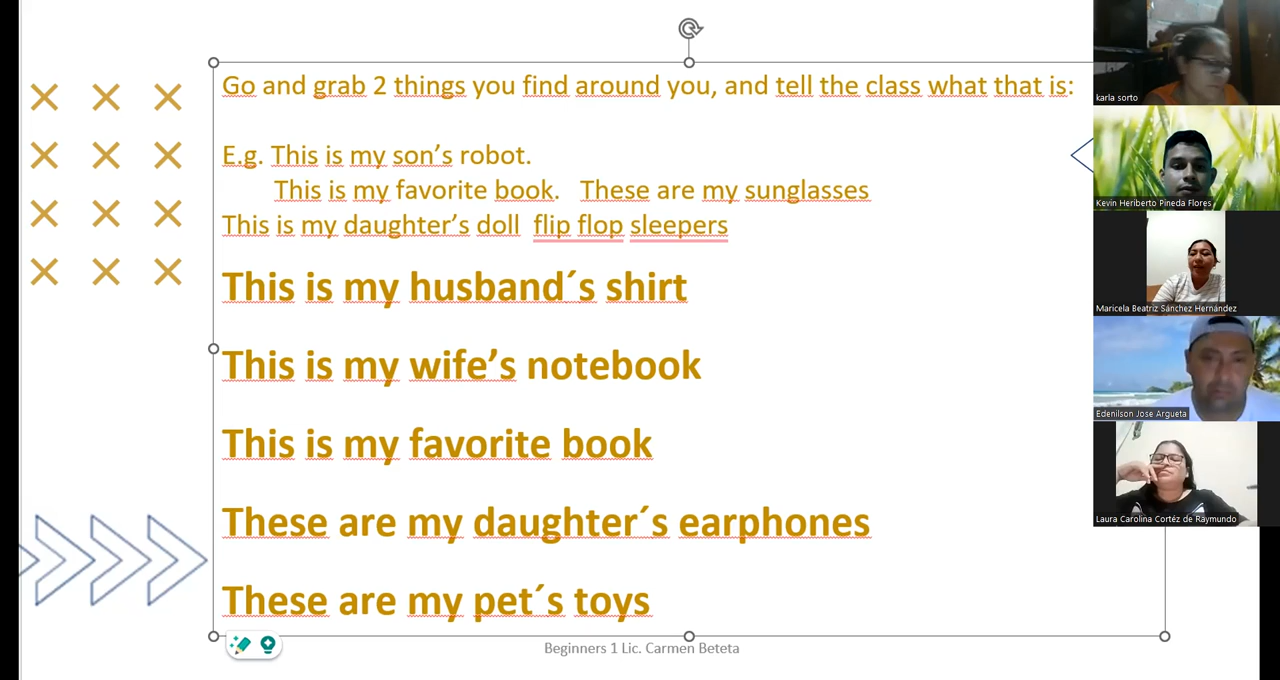 Go and grab 2 things you find around you, and tell the class what that is:
E.g. This is my son’s robot.
This is my favorite book.   These are my sunglasses
This is my daughter’s doll  flip flop sleepers
This is my husband´s shirt
This is my wife’s notebook
This is my favorite book
These are my daughter´s earphones
These are my pet´s toys
Beginners 1 Lic. Carmen Beteta
karla sorto
Kevin Heriberto Pineda Flores
Maricela Beatriz Sánchez Hernández
Edenilson Jose Argueta
Laura Carolina Cortéz de Raymundo